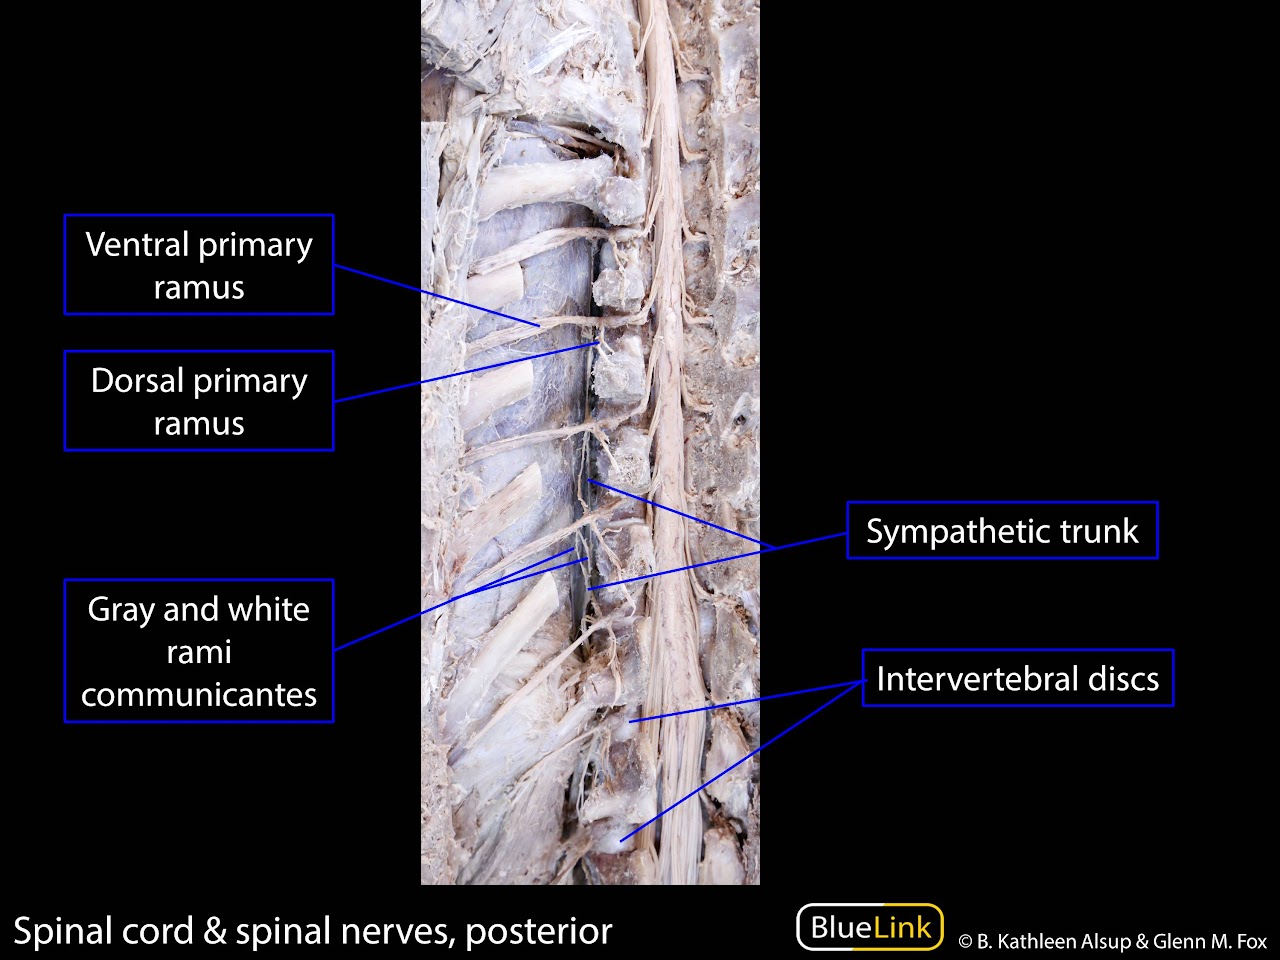 Ventral primary
ramus
Dorsal primary
ramus
Gray and white
rami
communicantes
Sympathetic trunk
Intervertebral discs
Spinal cord & spinal nerves, posterior
BlueLink
© B. Kathleen Alsup & Glenn M. Fox